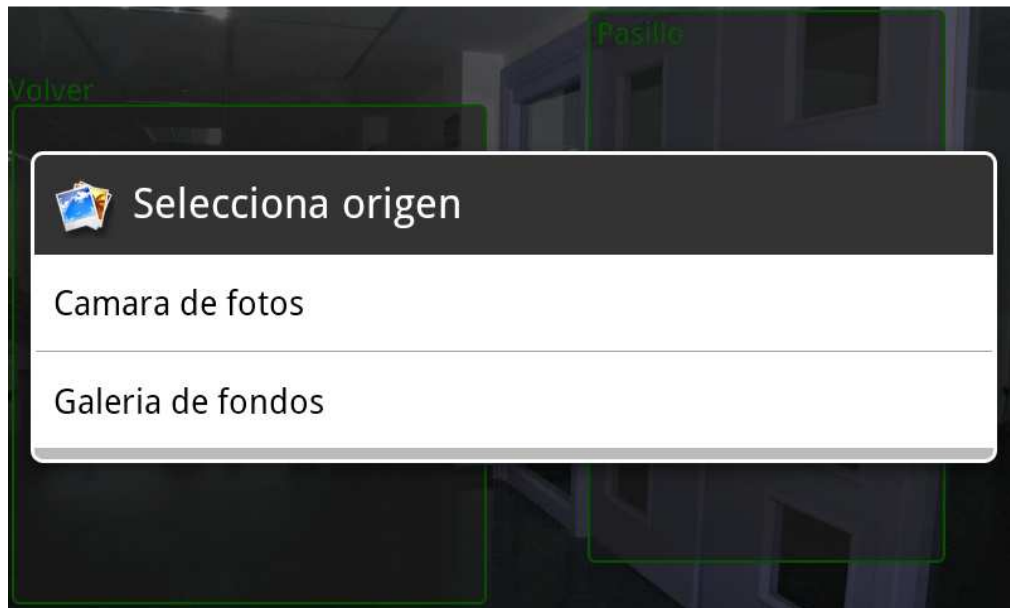 Pasillo
Volver
Selecciona origen
Camara de fotos
Galeria de fondos